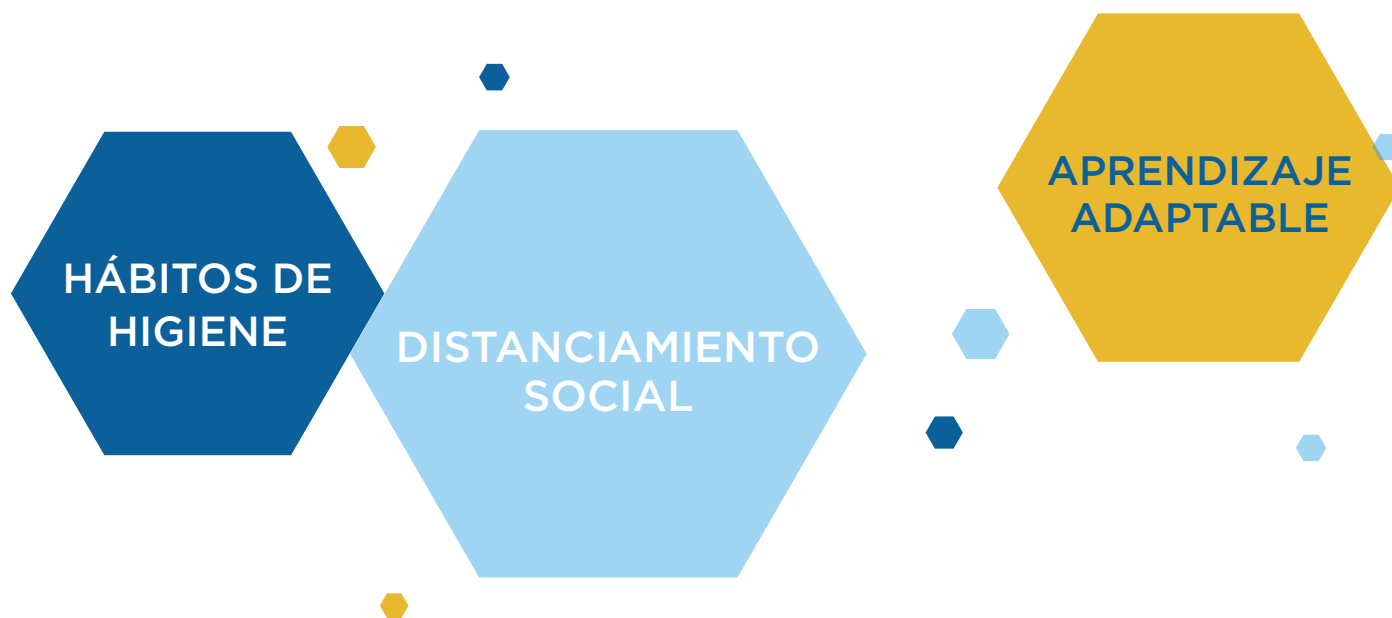 HÁBITOS DE
HIGIENE
DISTANCIAMIENTO
SOCIAL
APRENDIZAJE
ADAPTABLE